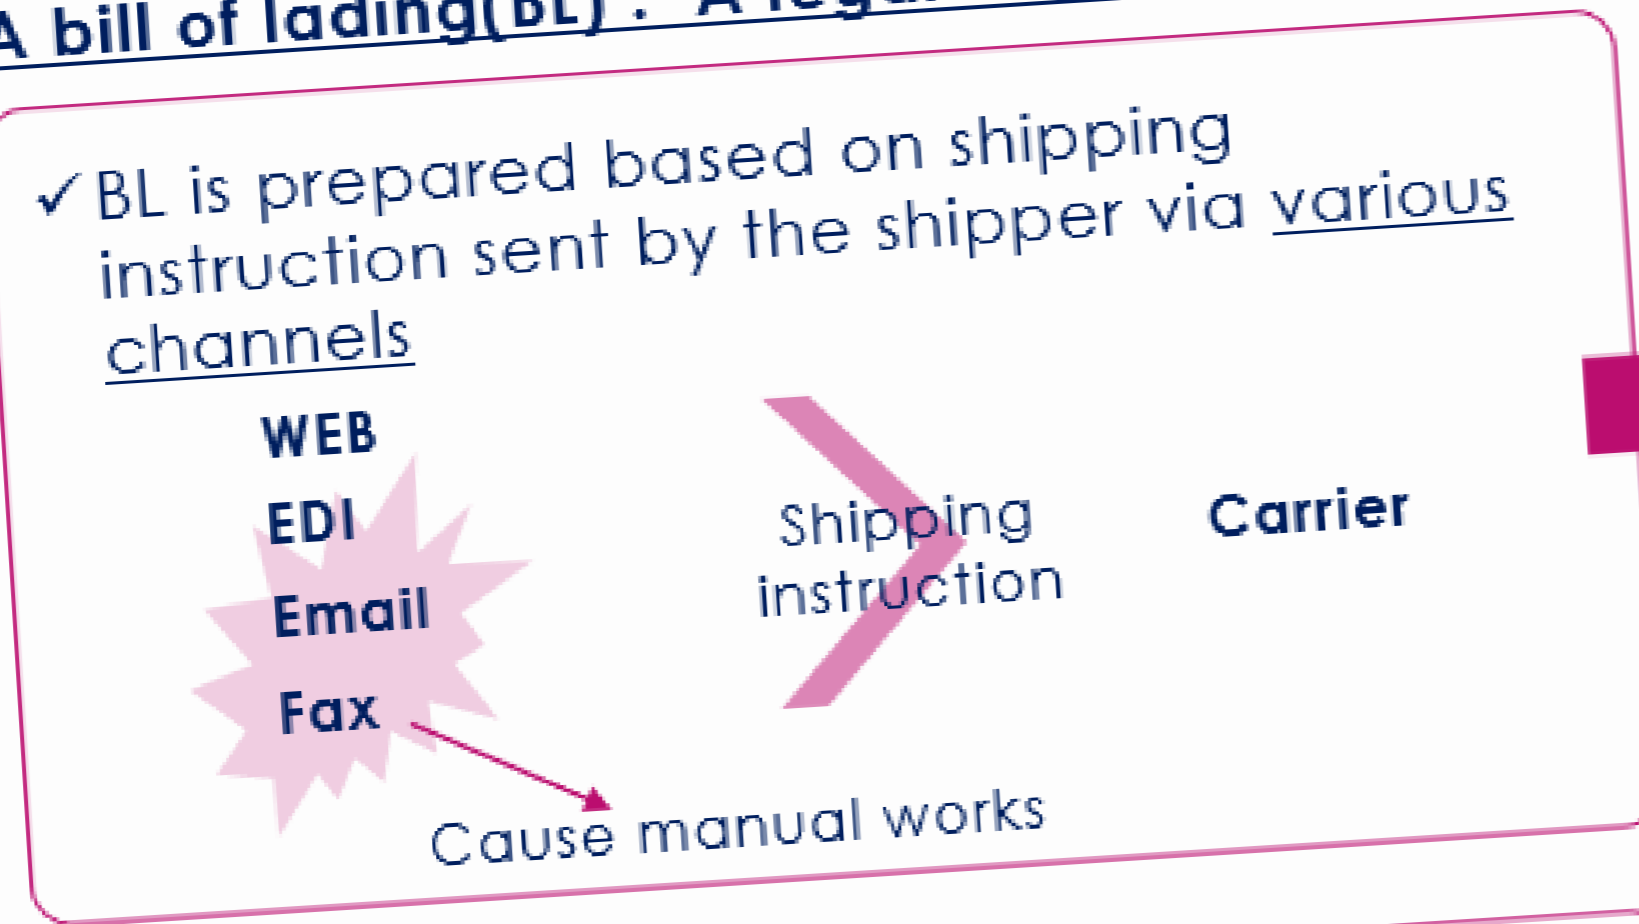 A bill of lading(BL) : A legal
✓ BL is prepared based on shipping
instruction sent by the shipper via various
channels
WEB
EDI
Email
Fax
Shipping
instruction
Carrier
Cause manual works